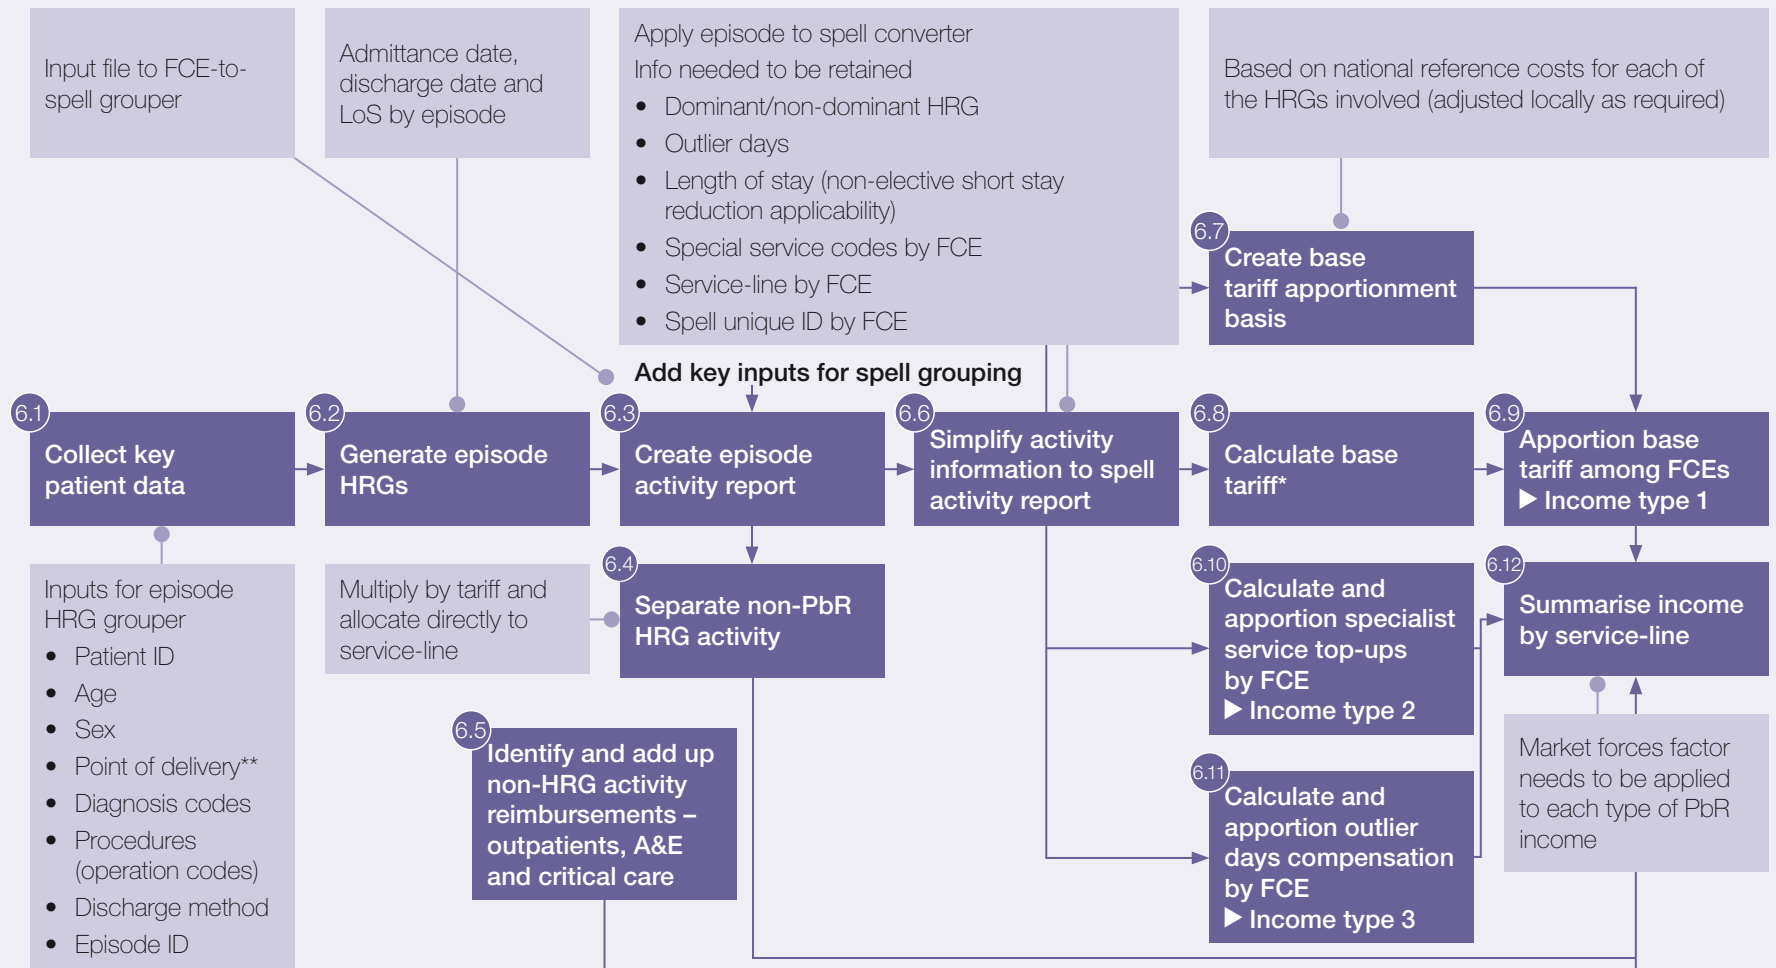 Input file to FCE-to-
spell grouper
Admittance date,
discharge date and
LoS by episode
Apply episode to spell converter
Info needed to be retained
• Dominant/non-dominant HRG
• Outlier days
• Length of stay (non-elective short stay
reduction applicability)
• Special service codes by FCE
• Service-line by FCE
• Spell unique ID by FCE
Based on national reference costs for each of
the HRGs involved (adjusted locally as required)
6.7
Create base
tariff apportionment
basis
Add key inputs for spell grouping
6.1
Collect key
patient data
6.2
Generate episode
HRGs
6.3
Create episode
activity report
6.6
Simplify activity
information to spell
activity report
6.8
Calculate base
tariff*
6.9
Apportion base
tariff among FCEs
▶ Income type 1
Inputs for episode
HRG grouper
• Patient ID
• Age
• Sex
• Point of delivery**
• Diagnosis codes
• Procedures
(operation codes)
• Discharge method
• Episode ID
Multiply by tariff and
allocate directly to
service-line
6.4
Separate non-PbR
HRG activity
6.5
Identify and add up
non-HRG activity
reimbursements –
outpatients, A&E
and critical care
6.10
Calculate and
apportion specialist
service top-ups
by FCE
▶ Income type 2
6.11
Calculate and
apportion outlier
days compensation
by FCE
▶ Income type 3
6.12
Summarise income
by service-line
Market forces factor
needs to be applied
to each type of PbR
income